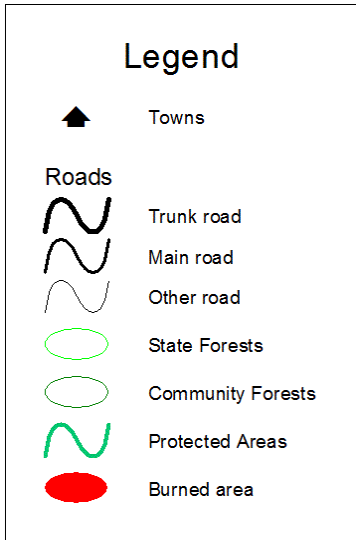 Legend
Towns
Roads
Trunk road
Main road
Other road
State Forests
Community Forests
Protected Areas
Burned area